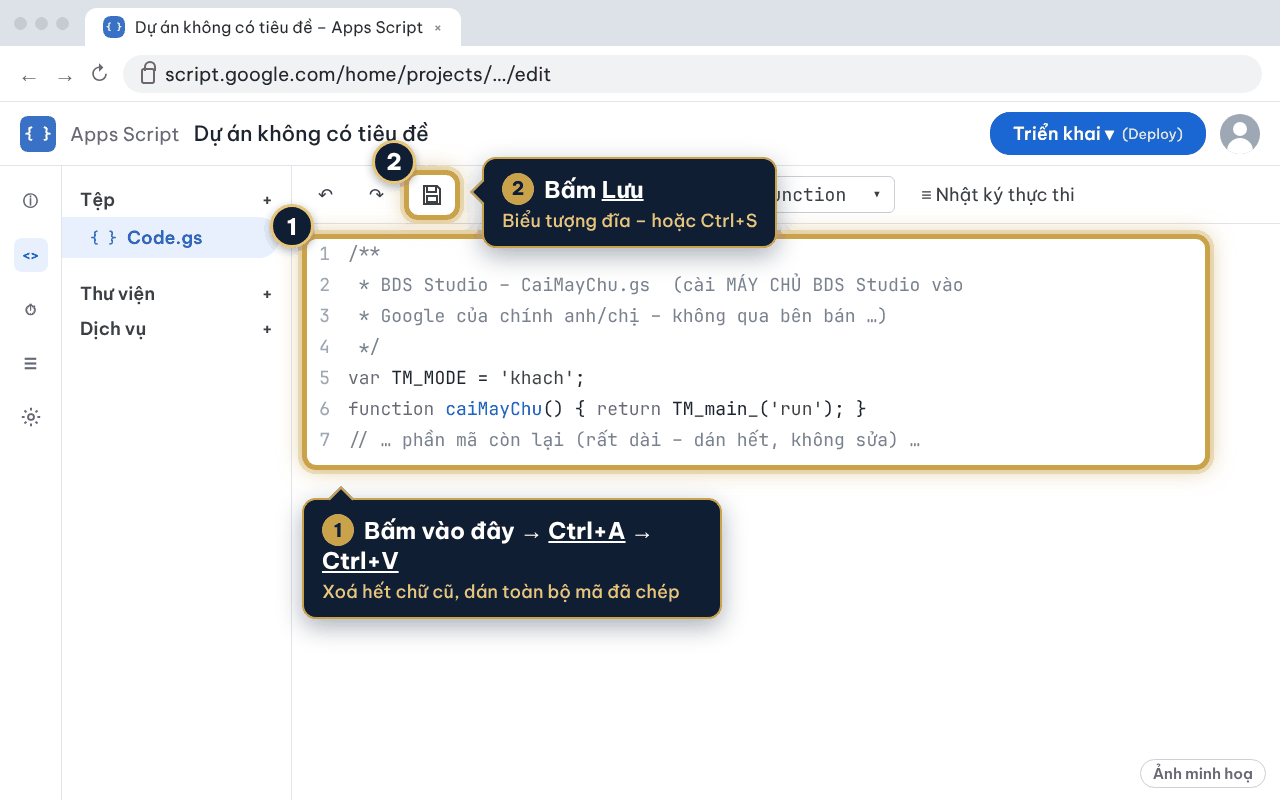 { } Dự án không có tiêu đề – Apps Script ×
script.google.com/home/projects/.../edit
{ } Apps Script Dự án không có tiêu đề
Triển khai ▾ (Deploy)
2
2 Bấm Lưu
Biểu tượng đĩa – hoặc Ctrl+S
≡ Nhật ký thực thi
Tệp +
{ } Code.gs
Thư viện +
Dịch vụ +
<>
1
1 /**
2 * BDS Studio – CaiMayChu.gs (cài MÁY CHỦ BDS Studio vào
3 * Google của chính anh/chị – không qua bên bán …)
4 */
5 var TM_MODE = 'khach';
6 function caiMayChu() { return TM_main_('run'); }
7 // … phần mã còn lại (rất dài – dán hết, không sửa) …
1 Bấm vào đây → Ctrl+A →
Ctrl+V
Xoá hết chữ cũ, dán toàn bộ mã đã chép
Ảnh minh hoạ